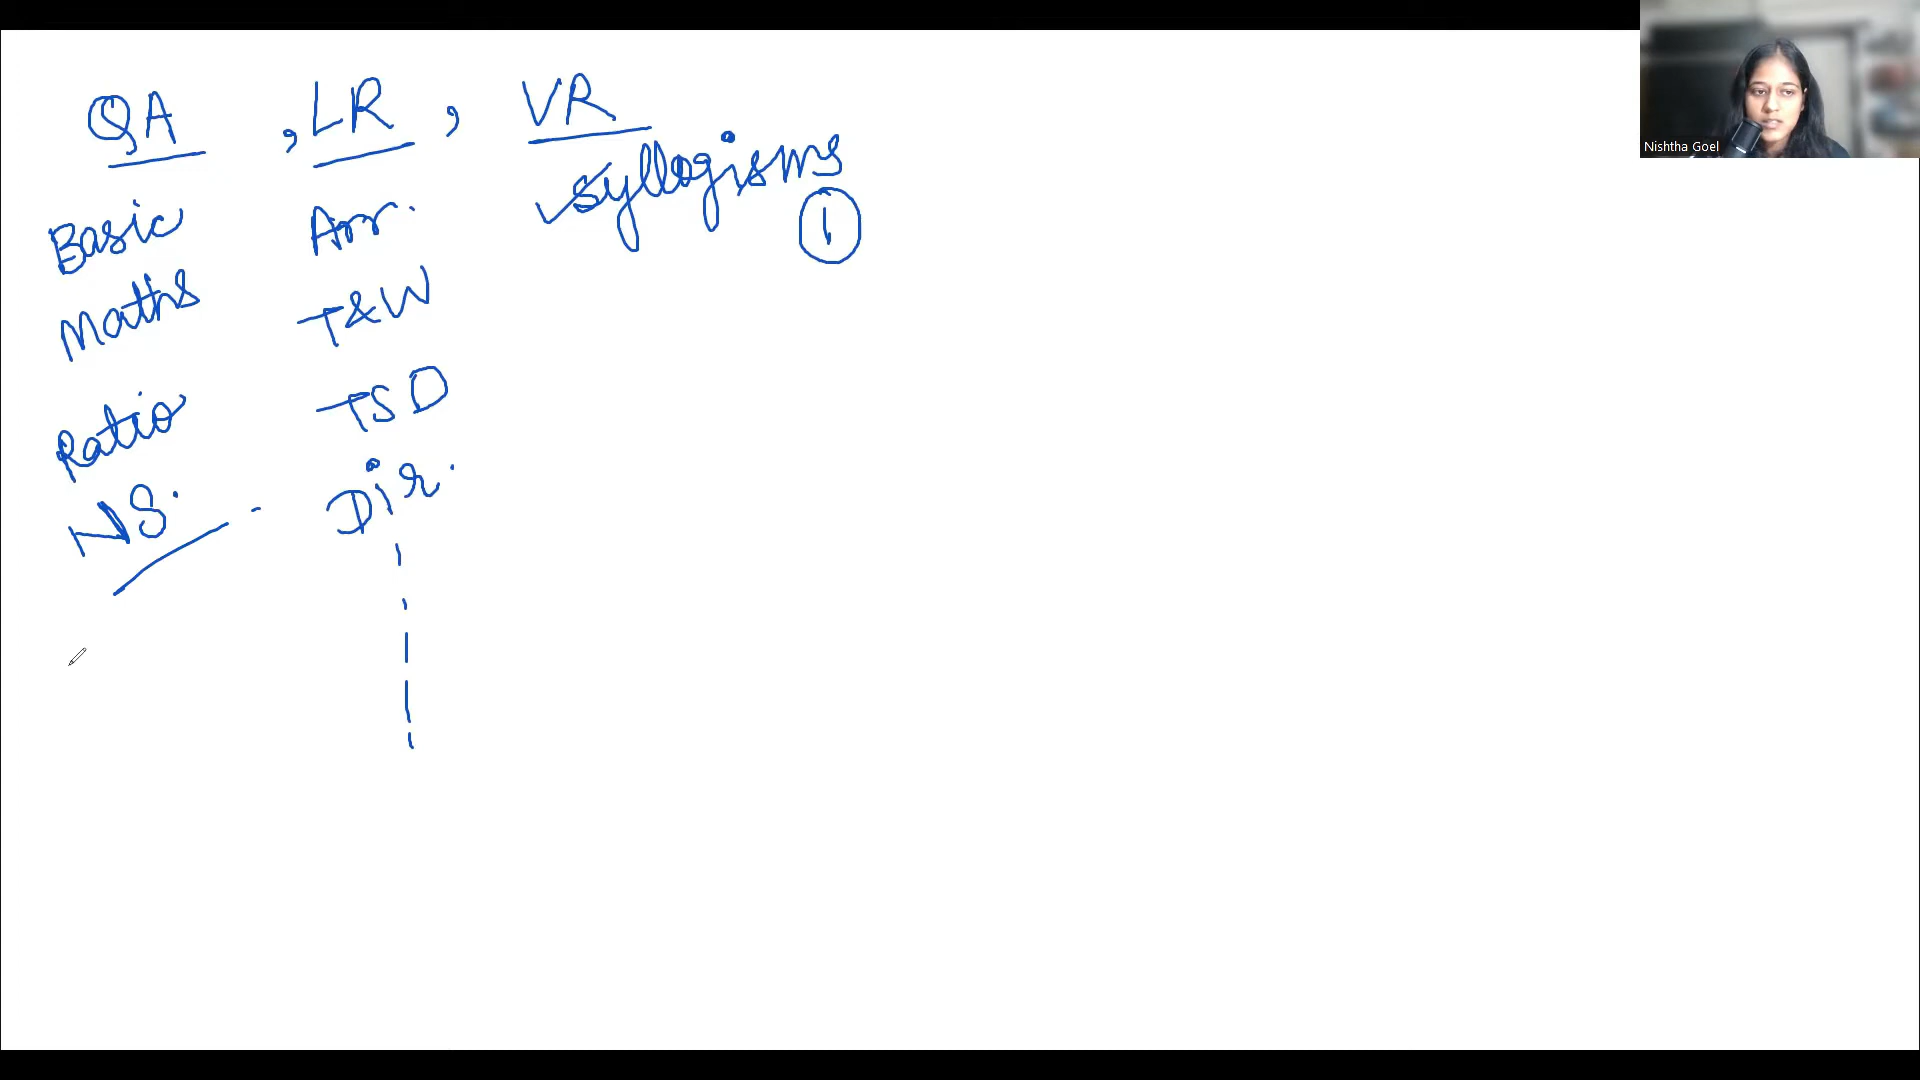 QA , LR , VR
Syllogisms
1
Basic
Maths
Ratio
NS.
Arr.
T&W
TSD
Dir.
Nishtha Goel